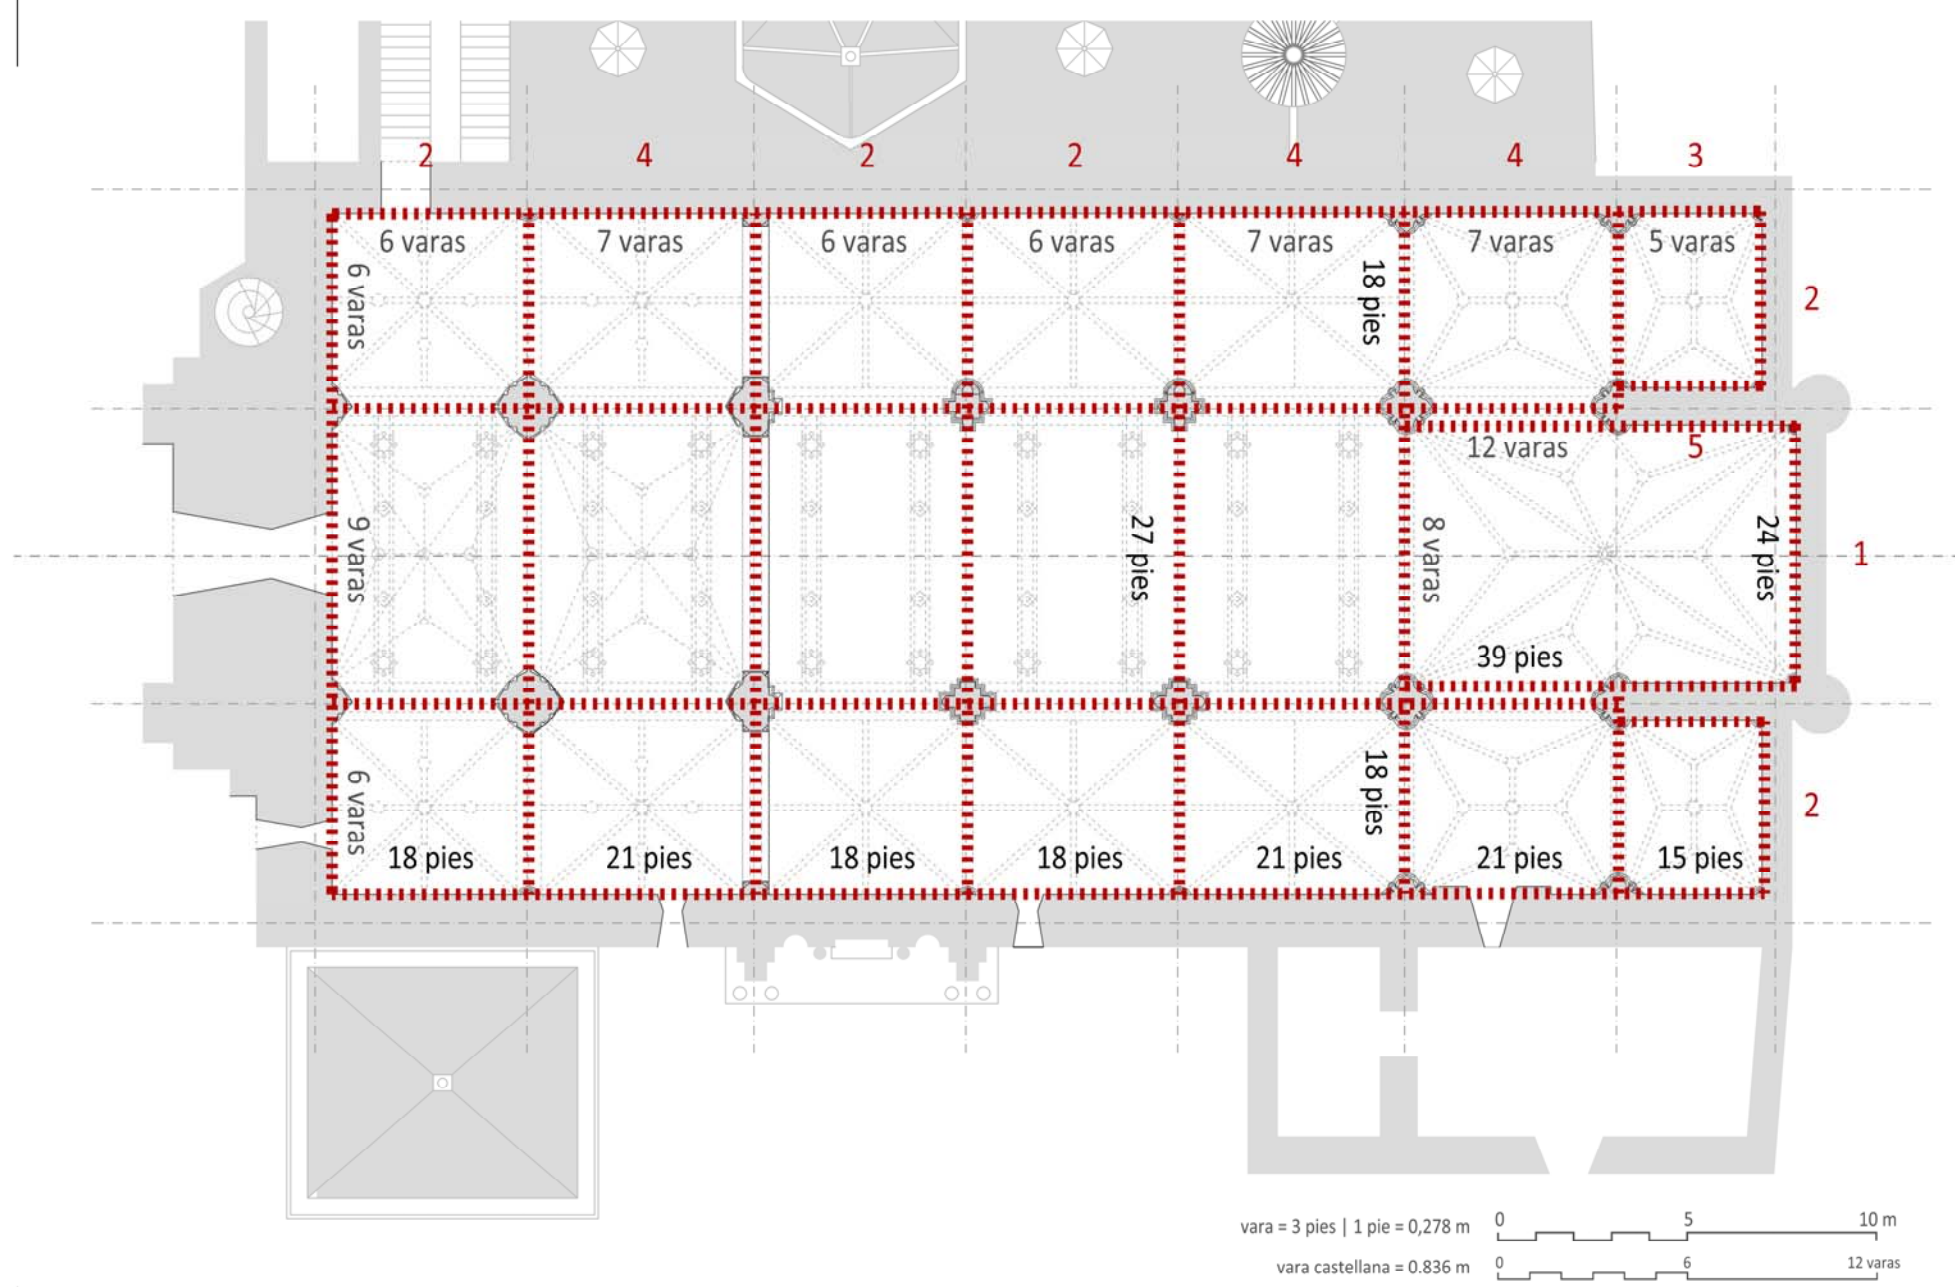 2 4 2 2 4 4 3
6 varas 7 varas 6 varas 6 varas 7 varas 7 varas 5 varas
6 varas
18 pies
2
12 varas
5
9 varas
27 pies
8 varas
24 pies
1
39 pies
6 varas
18 pies
2
18 pies 21 pies 18 pies 18 pies 21 pies 21 pies 15 pies
vara = 3 pies | 1 pie = 0,278 m
0 5 10 m
vara castellana = 0.836 m
0 6 12 varas